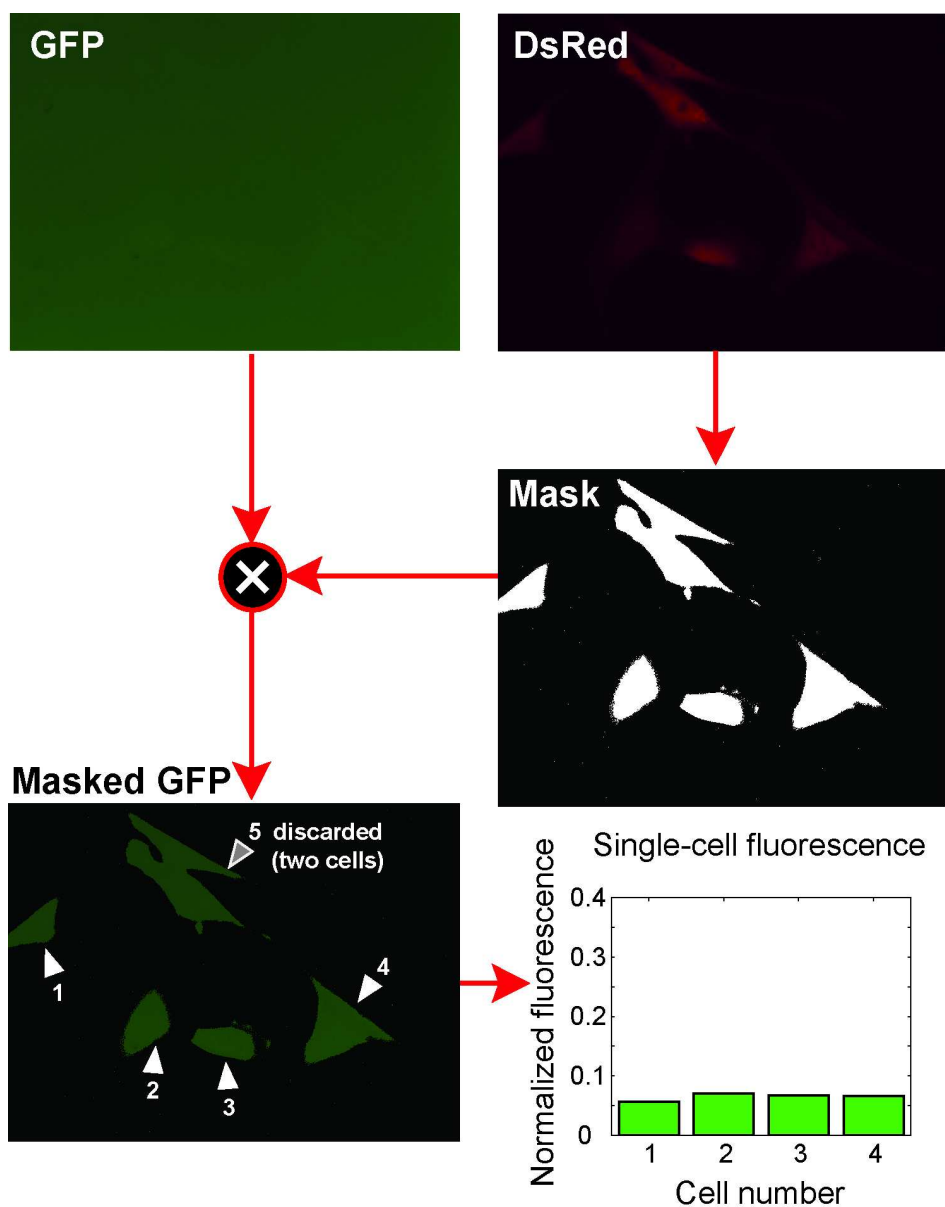 GFP
DsRed
Mask
Masked GFP
5 discarded
(two cells)
1
2
3
4
Single-cell fluorescence
Normalized fluorescence
0.4
0.3
0.2
0.1
0
1 2 3 4
Cell number